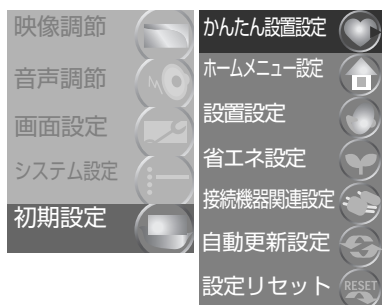 映像調節
音声調節
画面設定
システム設定
初期設定
かんたん設置設定
ホームメニュー設定
設置設定
省エネ設定
接続機器関連設定
自動更新設定
設定リセット
RESET